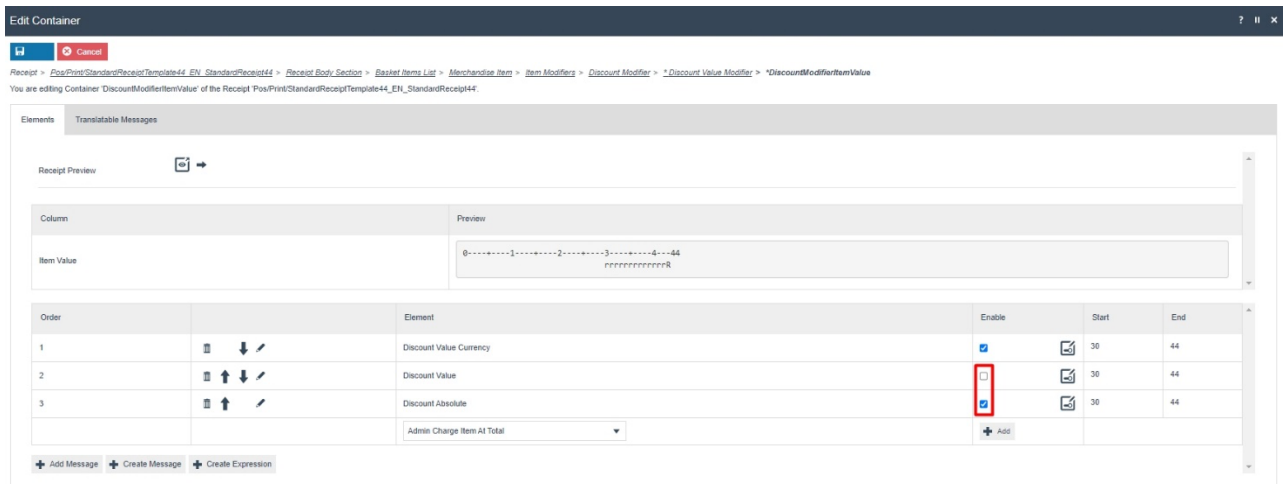 Edit Container
? II ×
Cancel
Receipt > Pos/Print/StandardReceiptTemplate44_EN_StandardReceipt44 > Receipt Body Section > Basket Items List > Merchandise Item > Item Modifiers > Discount Modifier > * Discount Value Modifier > *DiscountModifierItemValue
You are editing Container 'DiscountModifierItemValue' of the Receipt 'Pos/Print/StandardReceiptTemplate44_EN_StandardReceipt44'.
Elements Translatable Messages
Receipt Preview
Column Preview
0----+----1----+----2----+----3----+----4---44
Item Value
rrrrrrrrrrrrrrR
Order Element Enable Start End
1 Discount Value Currency 30 44
2 Discount Value 30 44
3 Discount Absolute 30 44
Admin Charge Item At Total Add
Add Message Create Message Create Expression